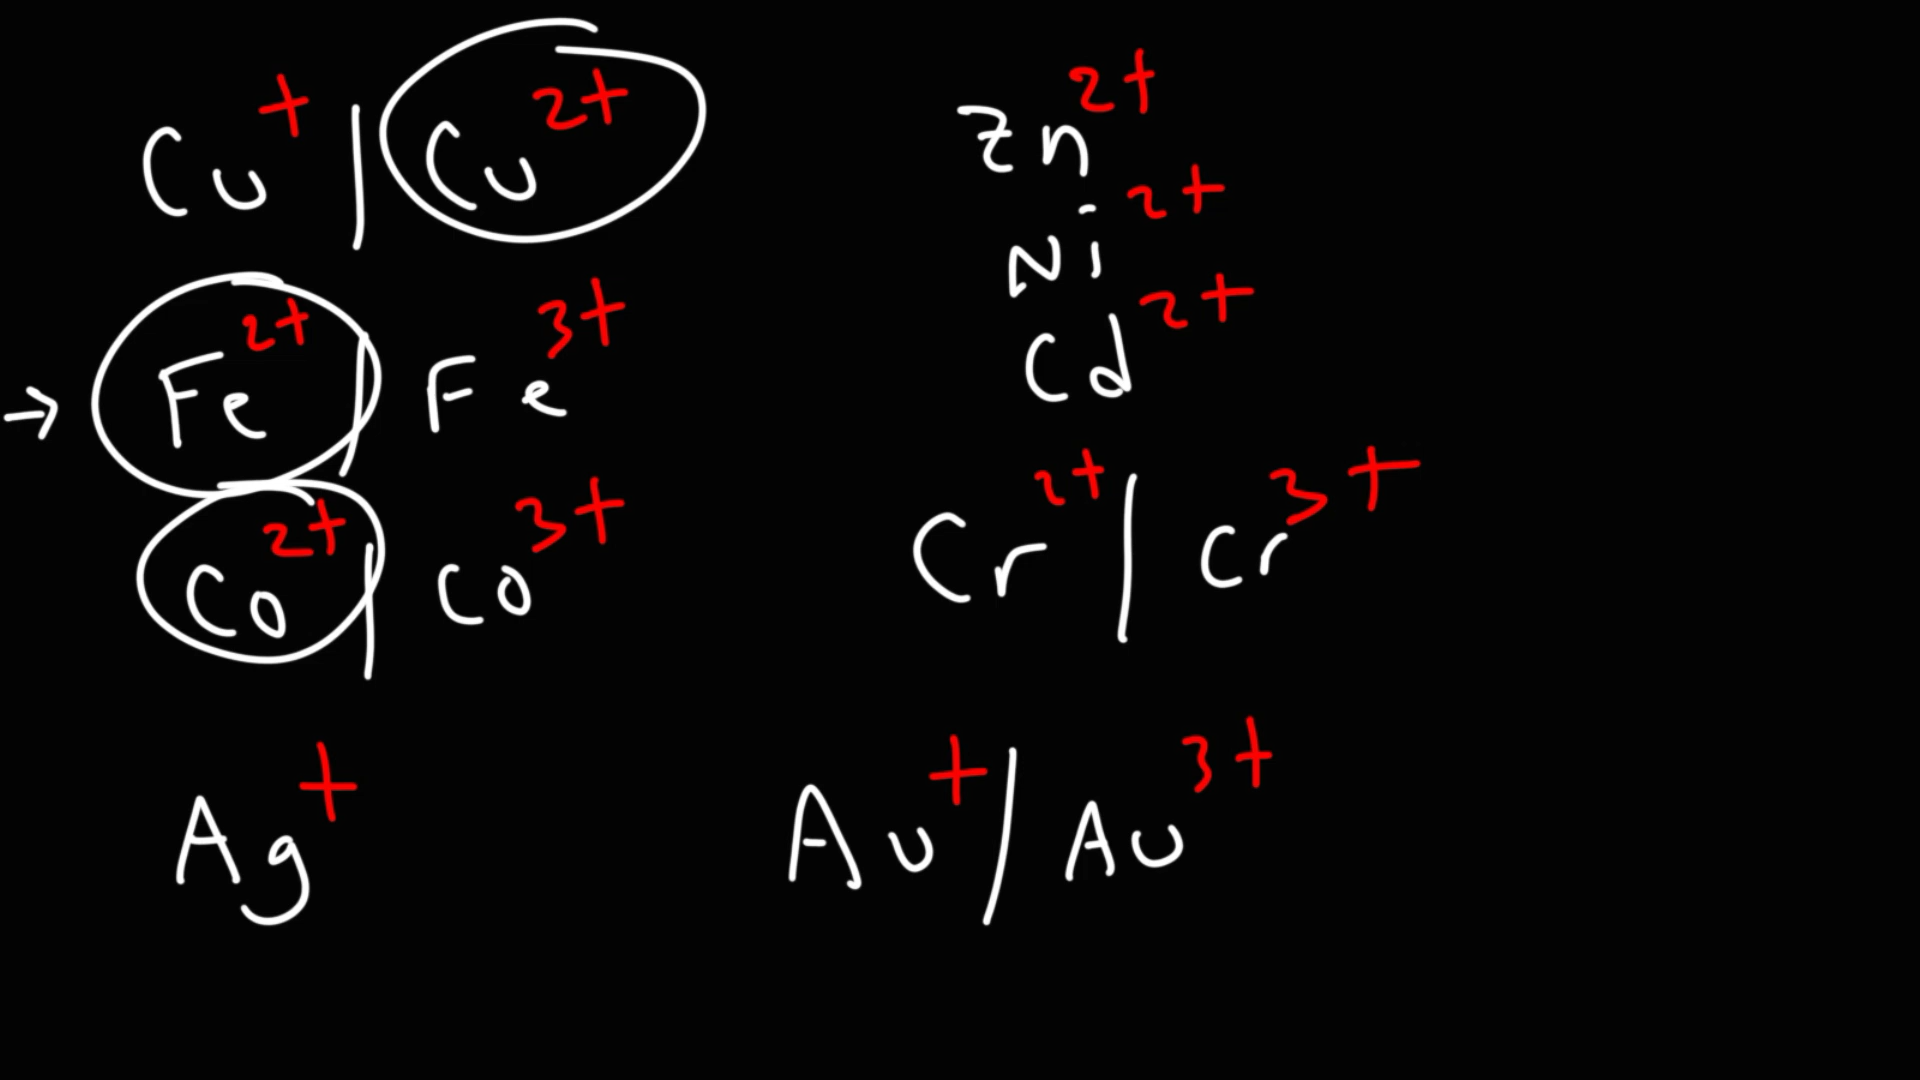 Cu⁺ | Cu²⁺
Fe²⁺ | Fe³⁺
Co²⁺ | Co³⁺
Ag⁺
Zn²⁺
Ni²⁺
Cd²⁺
Cr²⁺ | Cr³⁺
Au⁺ / Au³⁺